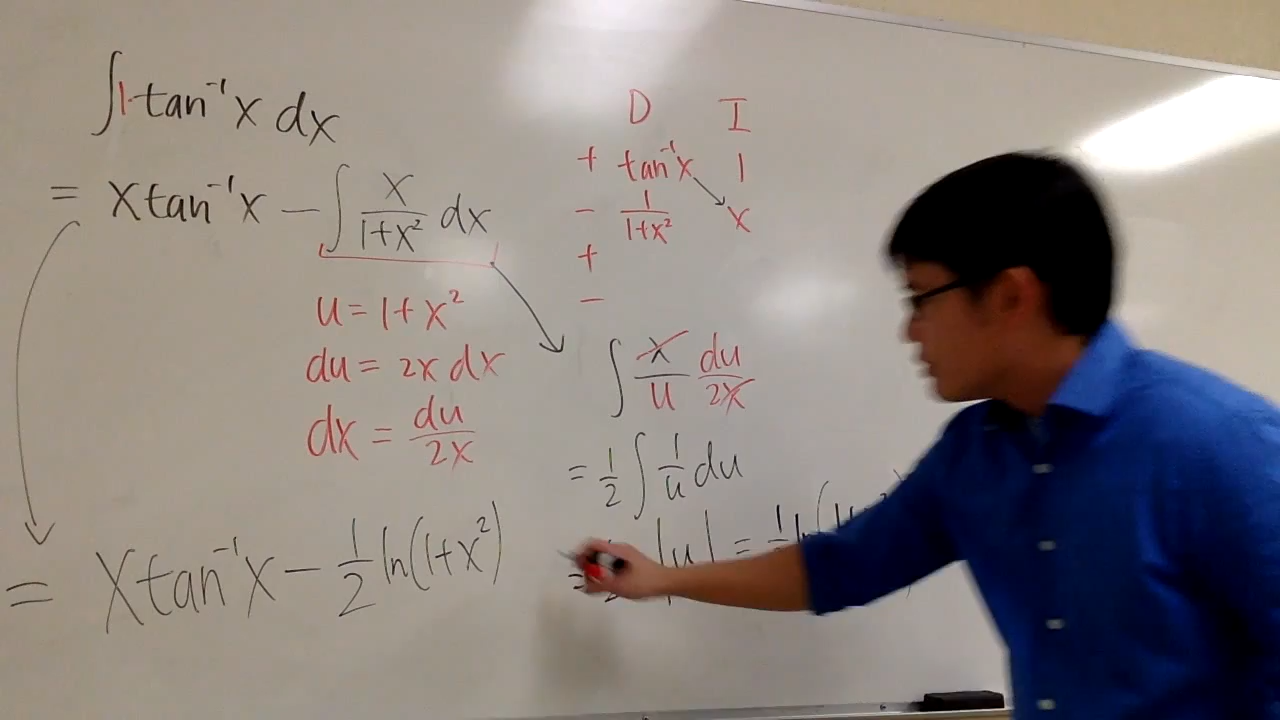 ∫1·tan⁻¹x dx
= x tan⁻¹x − ∫ x/(1+x²) dx
u = 1+x²
du = 2x dx
dx = du/2x
= x tan⁻¹x − 1/2 ln(1+x²)
D I
+ tan⁻¹x 1
− 1/(1+x²) x
+
−
∫ x/u du/2x
= 1/2 ∫ 1/u du
= |u| = ln(